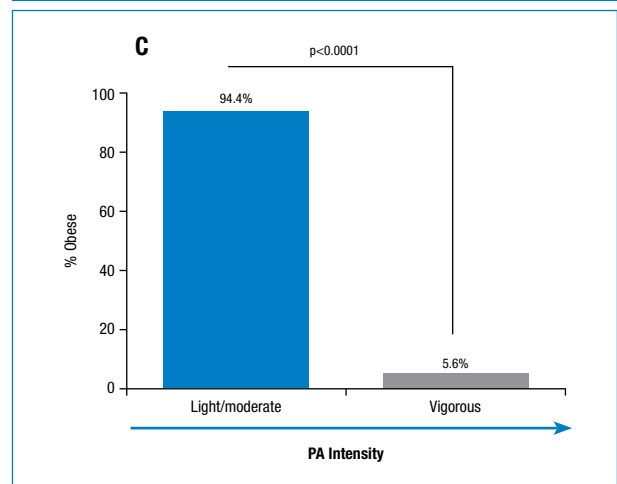 C
p<0.0001
100
94.4%
80
60
% Obese
40
20
5.6%
0
Light/moderate
Vigorous
PA Intensity